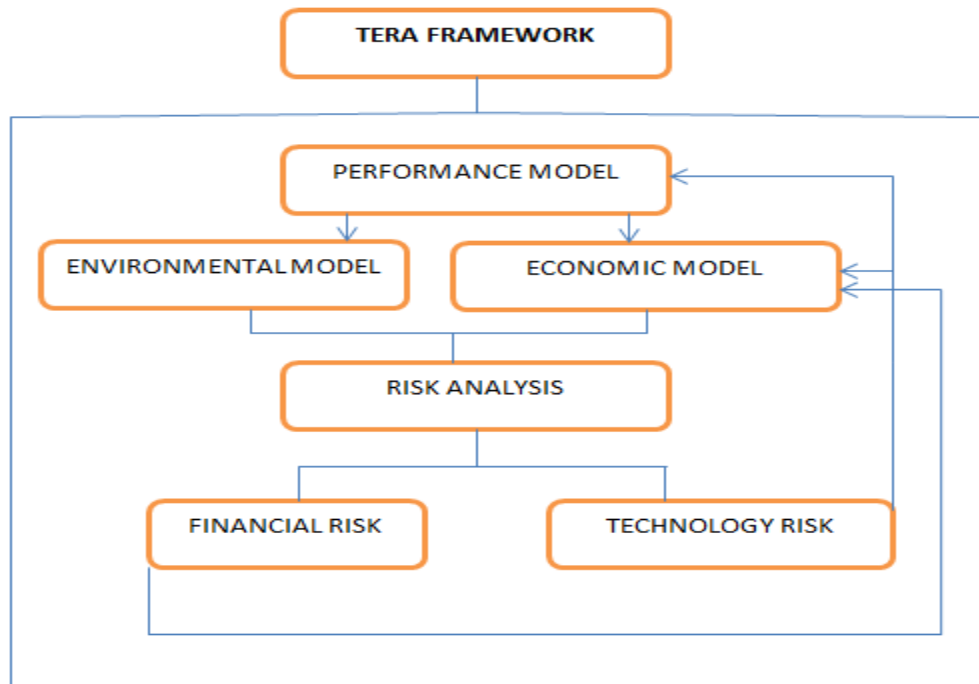 TERA FRAMEWORK
PERFORMANCE MODEL
ENVIRONMENTAL MODEL
ECONOMIC MODEL
RISK ANALYSIS
FINANCIAL RISK
TECHNOLOGY RISK